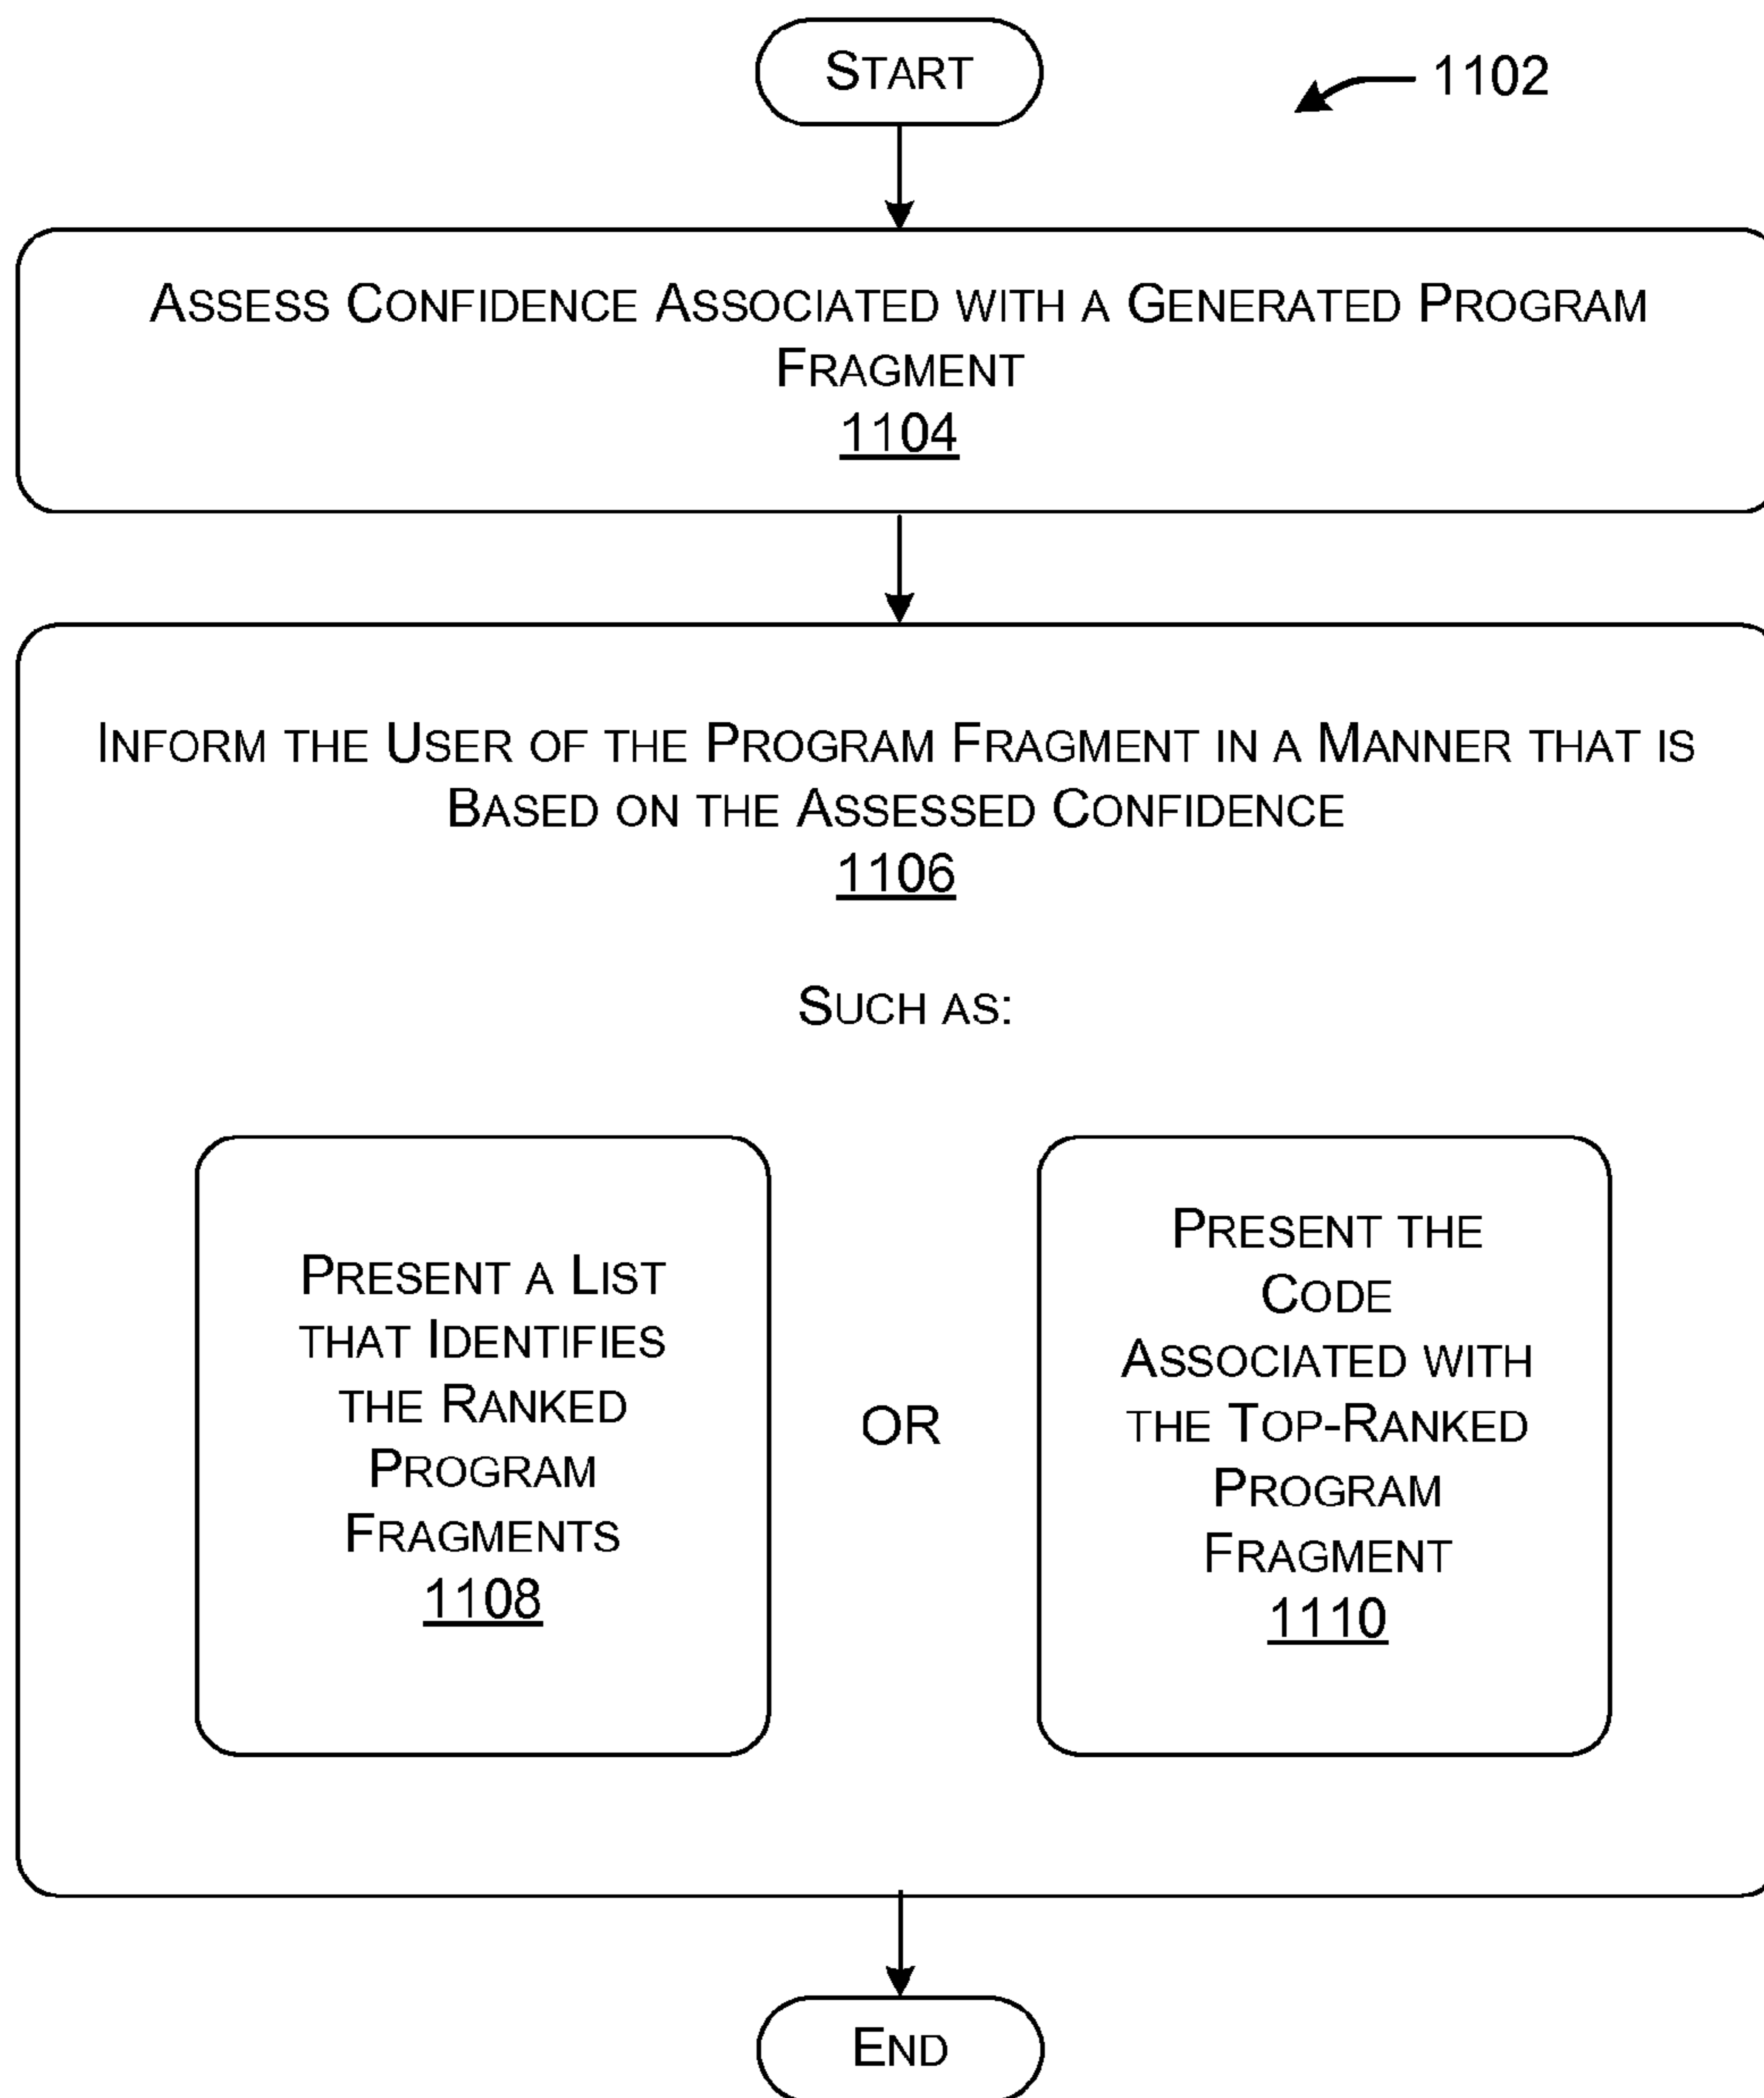 START
1102
ASSESS CONFIDENCE ASSOCIATED WITH A GENERATED PROGRAM
FRAGMENT
1104
INFORM THE USER OF THE PROGRAM FRAGMENT IN A MANNER THAT IS
BASED ON THE ASSESSED CONFIDENCE
1106
SUCH AS:
PRESENT A LIST
THAT IDENTIFIES
THE RANKED
PROGRAM
FRAGMENTS
1108
OR
PRESENT THE
CODE
ASSOCIATED WITH
THE TOP-RANKED
PROGRAM
FRAGMENT
1110
END